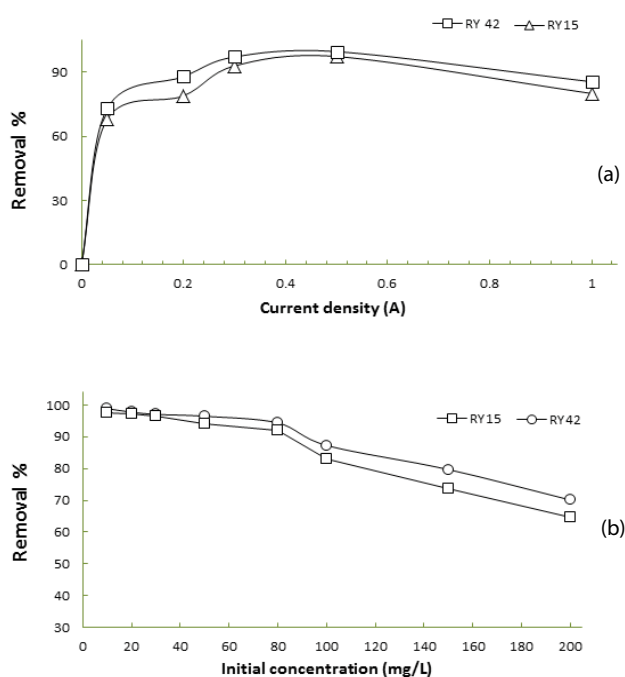 RY 42 RY15
90
60
30
0
Removal %
0 0.2 0.4 0.6 0.8 1
Current density (A)
(a)
100
90
80
70
60
50
40
30
Removal %
RY15 RY42
0 20 40 60 80 100 120 140 160 180 200
Initial concentration (mg/L)
(b)